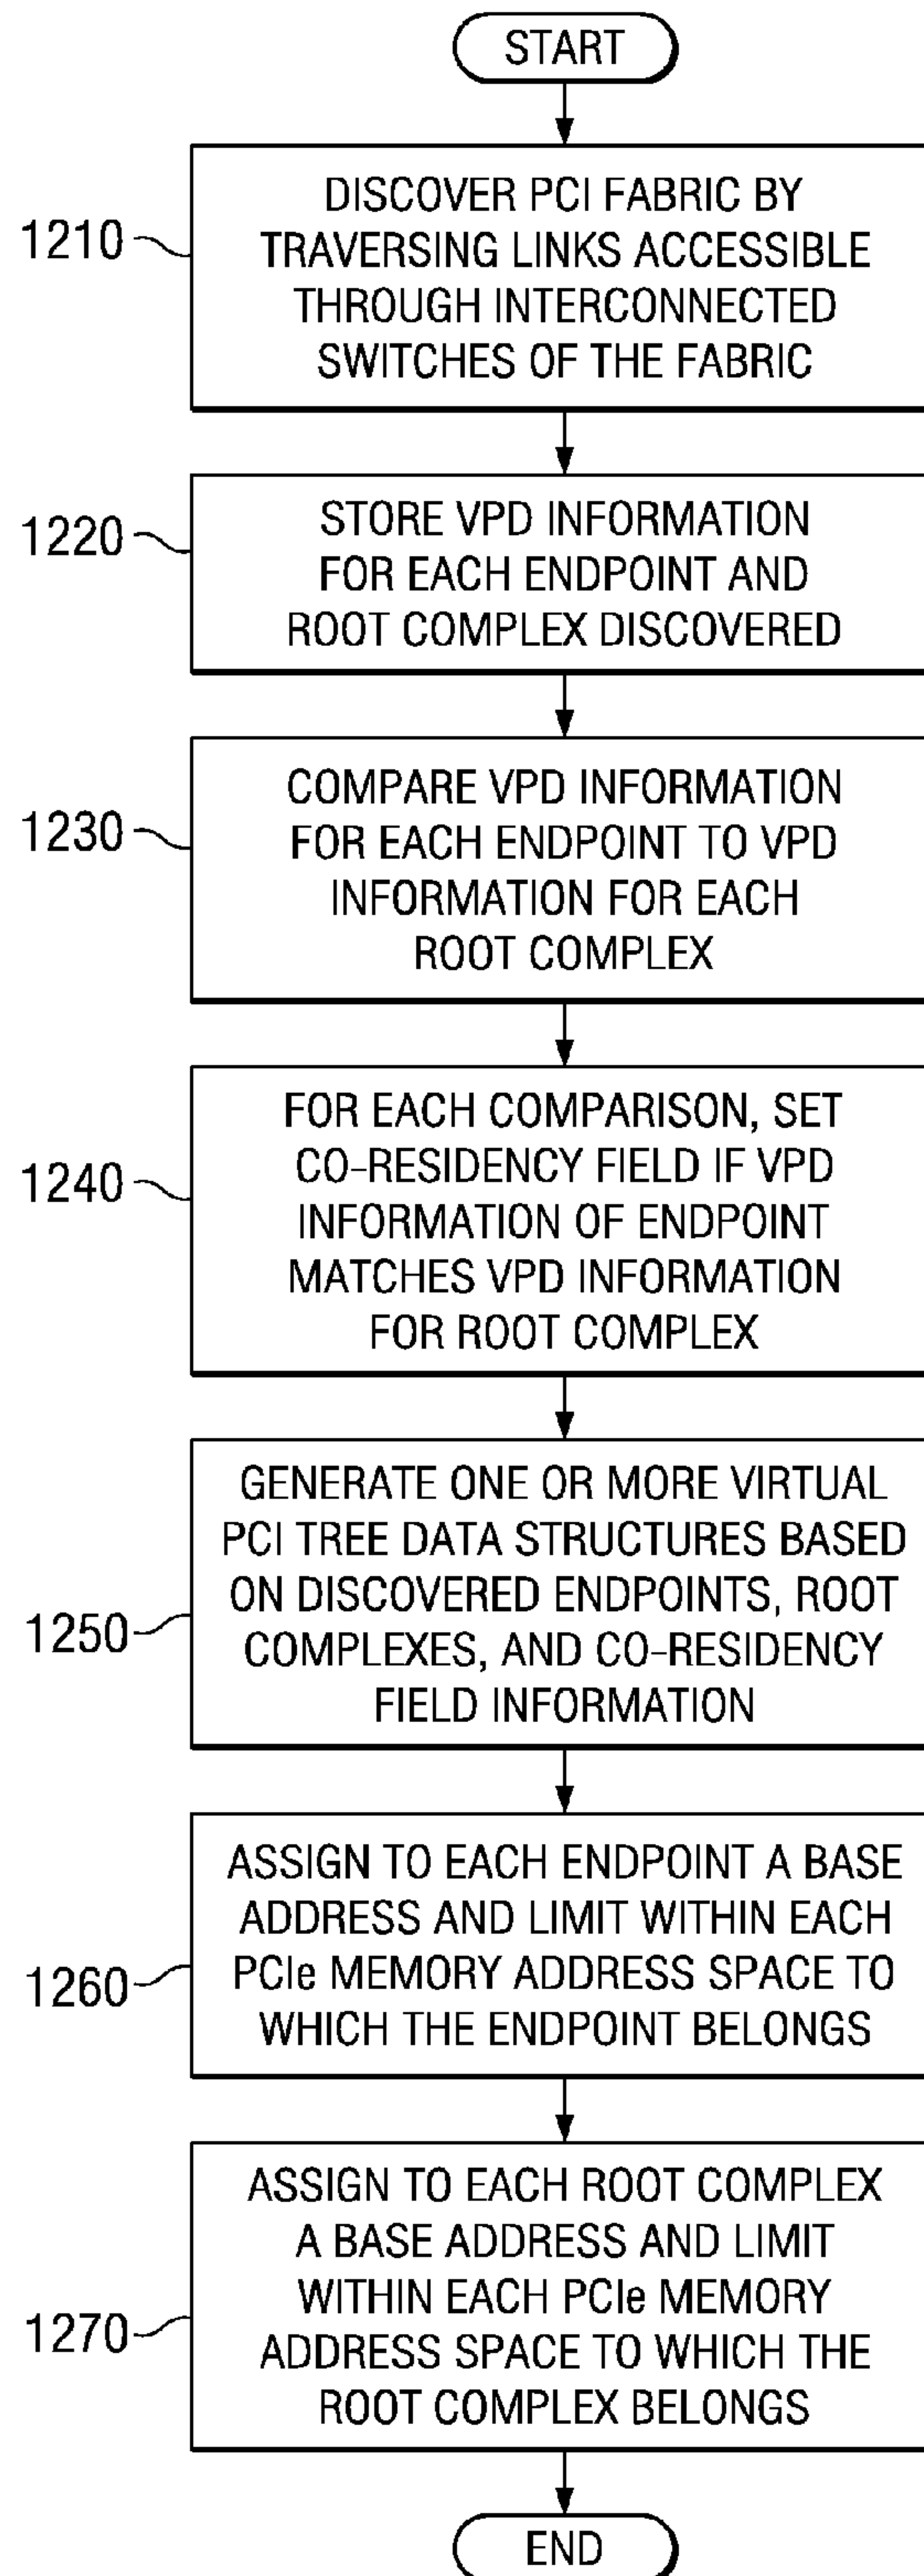 START
1210
DISCOVER PCI FABRIC BY
TRAVERSING LINKS ACCESSIBLE
THROUGH INTERCONNECTED
SWITCHES OF THE FABRIC
1220
STORE VPD INFORMATION
FOR EACH ENDPOINT AND
ROOT COMPLEX DISCOVERED
1230
COMPARE VPD INFORMATION
FOR EACH ENDPOINT TO VPD
INFORMATION FOR EACH
ROOT COMPLEX
1240
FOR EACH COMPARISON, SET
CO-RESIDENCY FIELD IF VPD
INFORMATION OF ENDPOINT
MATCHES VPD INFORMATION
FOR ROOT COMPLEX
1250
GENERATE ONE OR MORE VIRTUAL
PCI TREE DATA STRUCTURES BASED
ON DISCOVERED ENDPOINTS, ROOT
COMPLEXES, AND CO-RESIDENCY
FIELD INFORMATION
1260
ASSIGN TO EACH ENDPOINT A BASE
ADDRESS AND LIMIT WITHIN EACH
PCIe MEMORY ADDRESS SPACE TO
WHICH THE ENDPOINT BELONGS
1270
ASSIGN TO EACH ROOT COMPLEX
A BASE ADDRESS AND LIMIT
WITHIN EACH PCIe MEMORY
ADDRESS SPACE TO WHICH THE
ROOT COMPLEX BELONGS
END